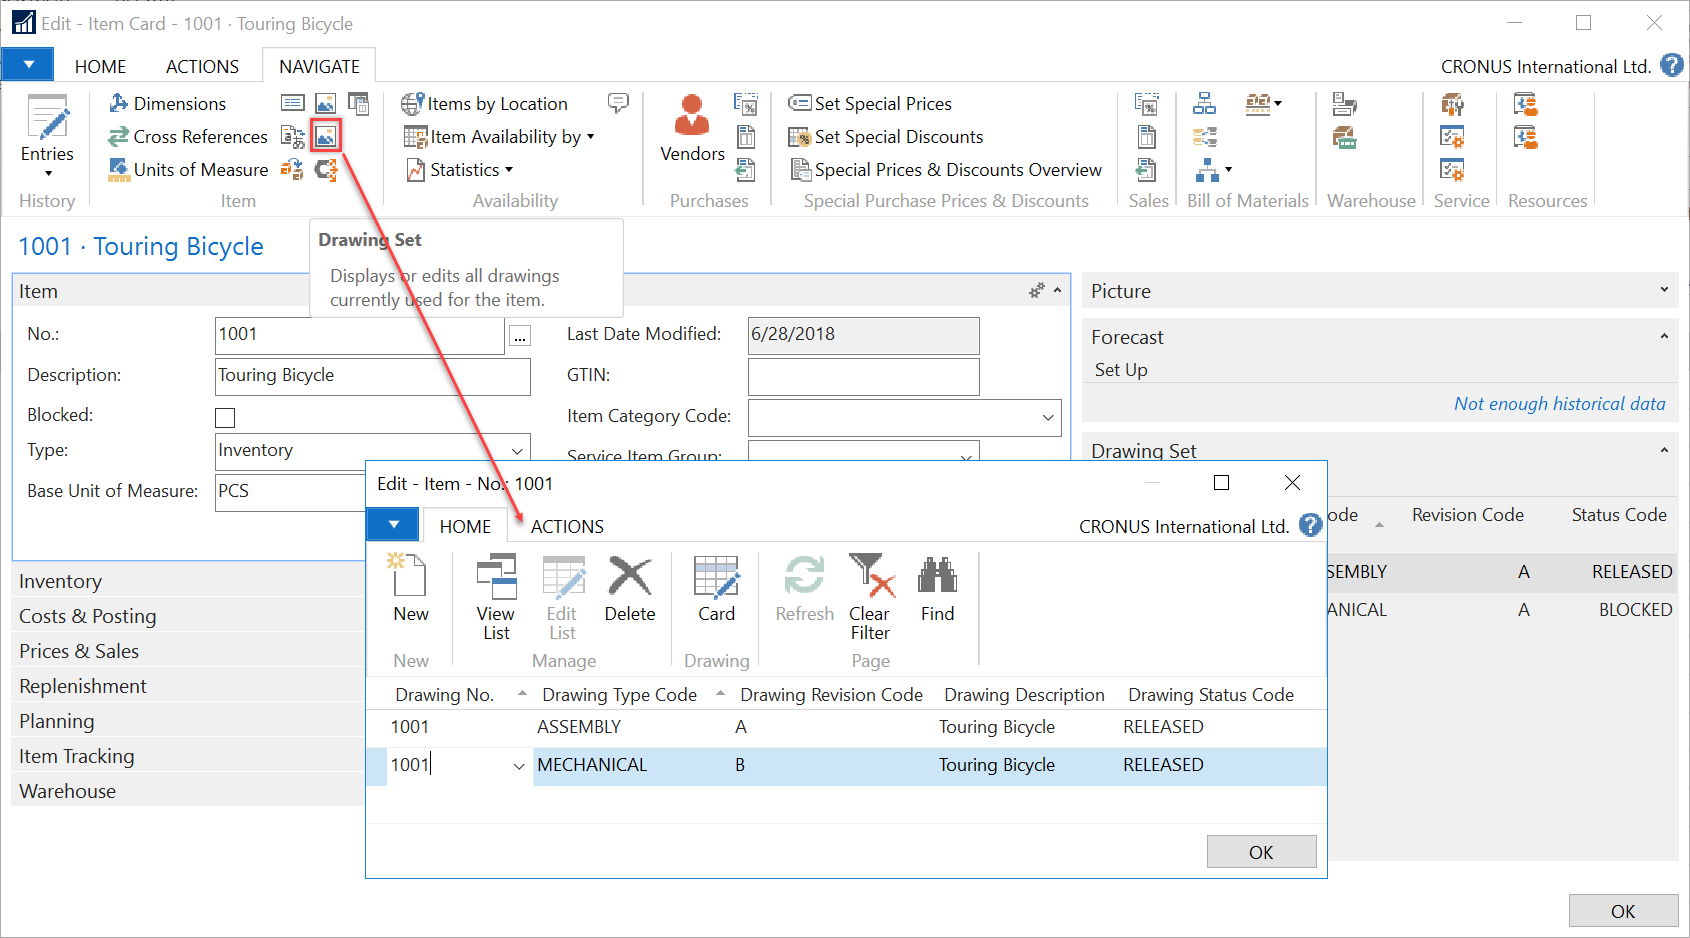 Edit - Item Card - 1001 · Touring Bicycle
HOME ACTIONS NAVIGATE CRONUS International Ltd. ?
Entries
History
Dimensions
Cross References
Units of Measure
Item
Items by Location
Item Availability by
Statistics
Availability
Vendors
Purchases
Set Special Prices
Set Special Discounts
Special Prices & Discounts Overview
Special Purchase Prices & Discounts
Sales
Bill of Materials
Warehouse
Service
Resources
1001 · Touring Bicycle
Drawing Set
Displays or edits all drawings
currently used for the item.
Item
No.: 1001 ...
Description: Touring Bicycle
Blocked:
Type: Inventory
Base Unit of Measure: PCS
Last Date Modified: 6/28/2018
GTIN:
Item Category Code:
Service Item Group:
Inventory
Costs & Posting
Prices & Sales
Replenishment
Planning
Item Tracking
Warehouse
Picture
Forecast
Set Up
Not enough historical data
Drawing Set
ode Revision Code Status Code
SEMBLY A RELEASED
ANICAL A BLOCKED
Edit - Item - No.: 1001
HOME ACTIONS CRONUS International Ltd. ?
New
New
View
List
Edit
List
Delete
Manage
Card
Drawing
Refresh
Clear
Filter
Find
Page
Drawing No. Drawing Type Code Drawing Revision Code Drawing Description Drawing Status Code
1001 ASSEMBLY A Touring Bicycle RELEASED
1001 MECHANICAL B Touring Bicycle RELEASED
OK
OK